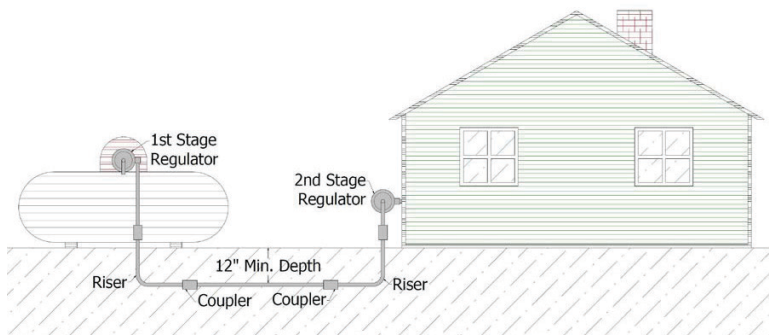 1st Stage
Regulator
2nd Stage
Regulator
12" Min. Depth
Riser
Coupler
Coupler
Riser